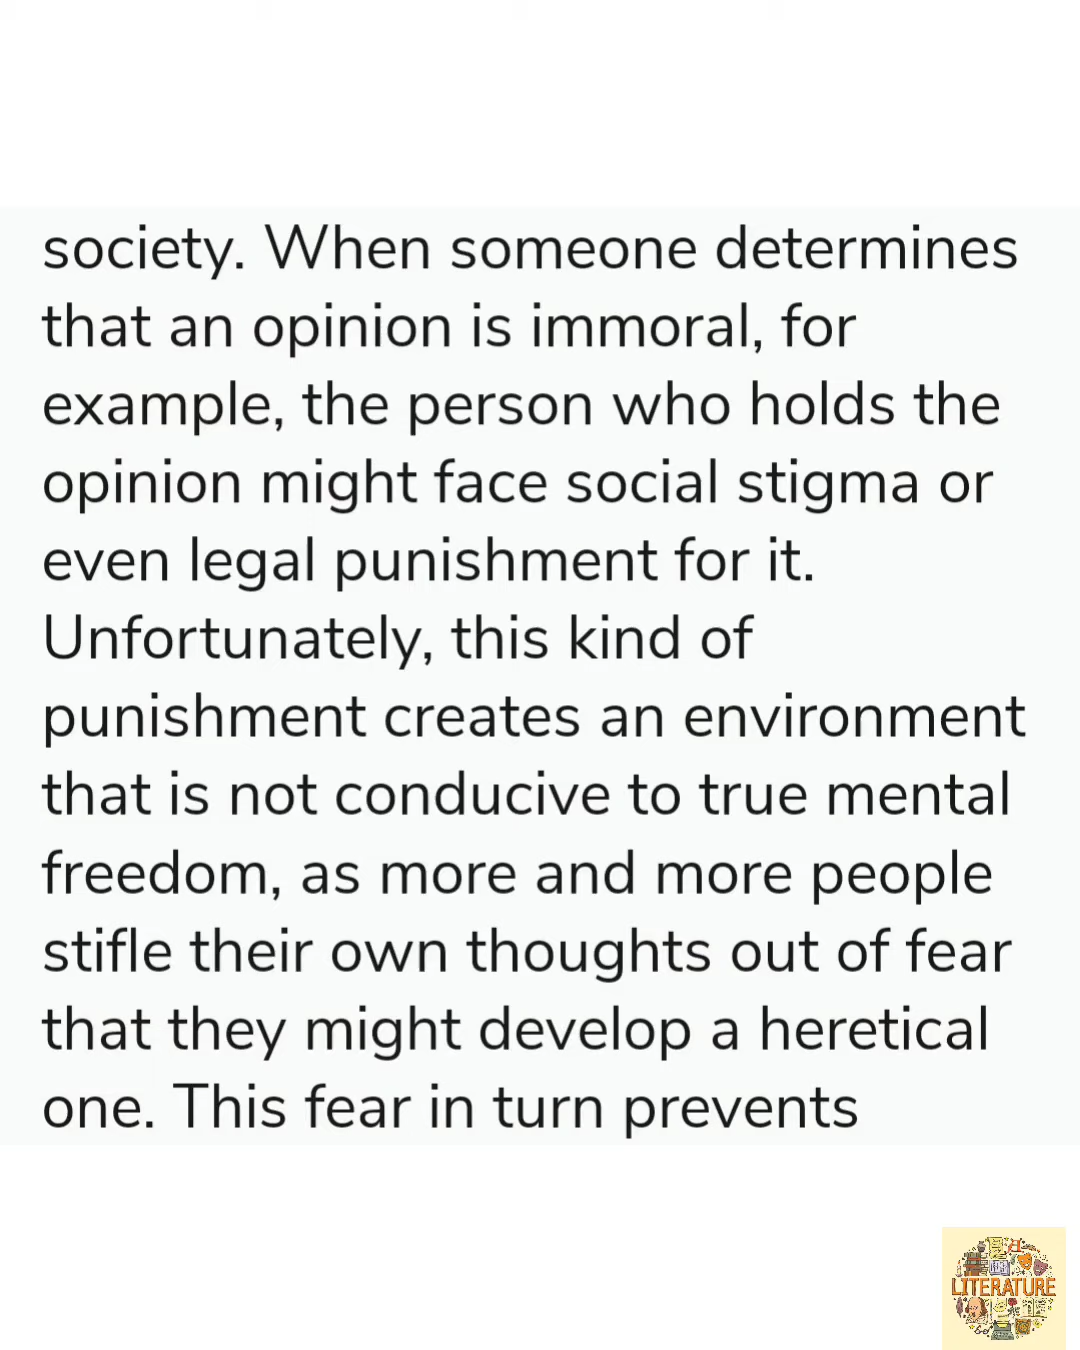 society. When someone determines
that an opinion is immoral, for
example, the person who holds the
opinion might face social stigma or
even legal punishment for it.
Unfortunately, this kind of
punishment creates an environment
that is not conducive to true mental
freedom, as more and more people
stifle their own thoughts out of fear
that they might develop a heretical
one. This fear in turn prevents
LITERATURE